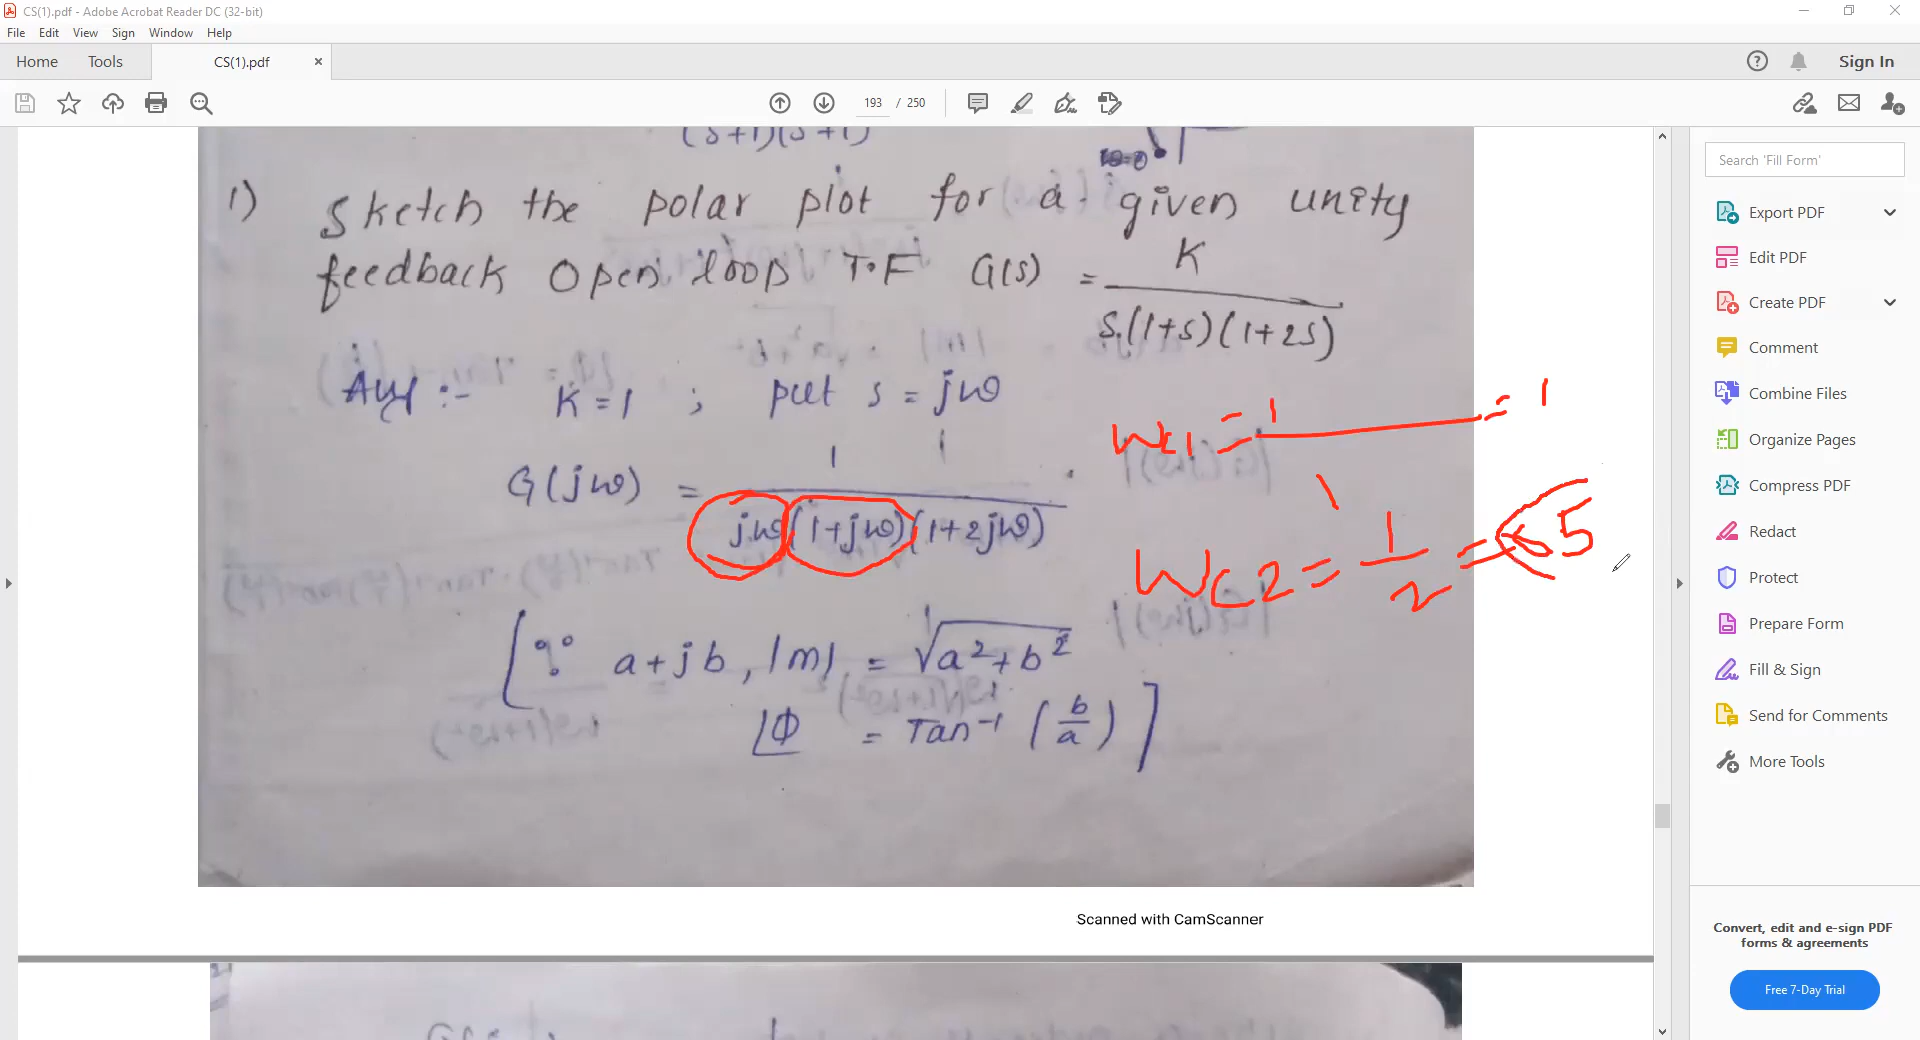 CS(1).pdf - Adobe Acrobat Reader DC (32-bit)
File Edit View Sign Window Help
Home Tools CS(1).pdf × Sign In
193 / 250
(s+1)(s+1)
1) Sketch the polar plot for a given unity
feedback open loop T.F G(s) = K
s(1+s)(1+2s)
Ans :- K = 1 ; put s = jω
G(jω) = 1
jω(1+jω)(1+2jω)
Wc1 = 1/1 = 1
Wc2 = 1/2 =
[∵ a+jb, |m| = √a²+b²
∠Φ = Tan⁻¹ (b/a)]
Scanned with CamScanner
Search 'Fill Form'
Export PDF
Edit PDF
Create PDF
Comment
Combine Files
Organize Pages
Compress PDF
Redact
Protect
Prepare Form
Fill & Sign
Send for Comments
More Tools
Convert, edit and e-sign PDF
forms & agreements
Free 7-Day Trial